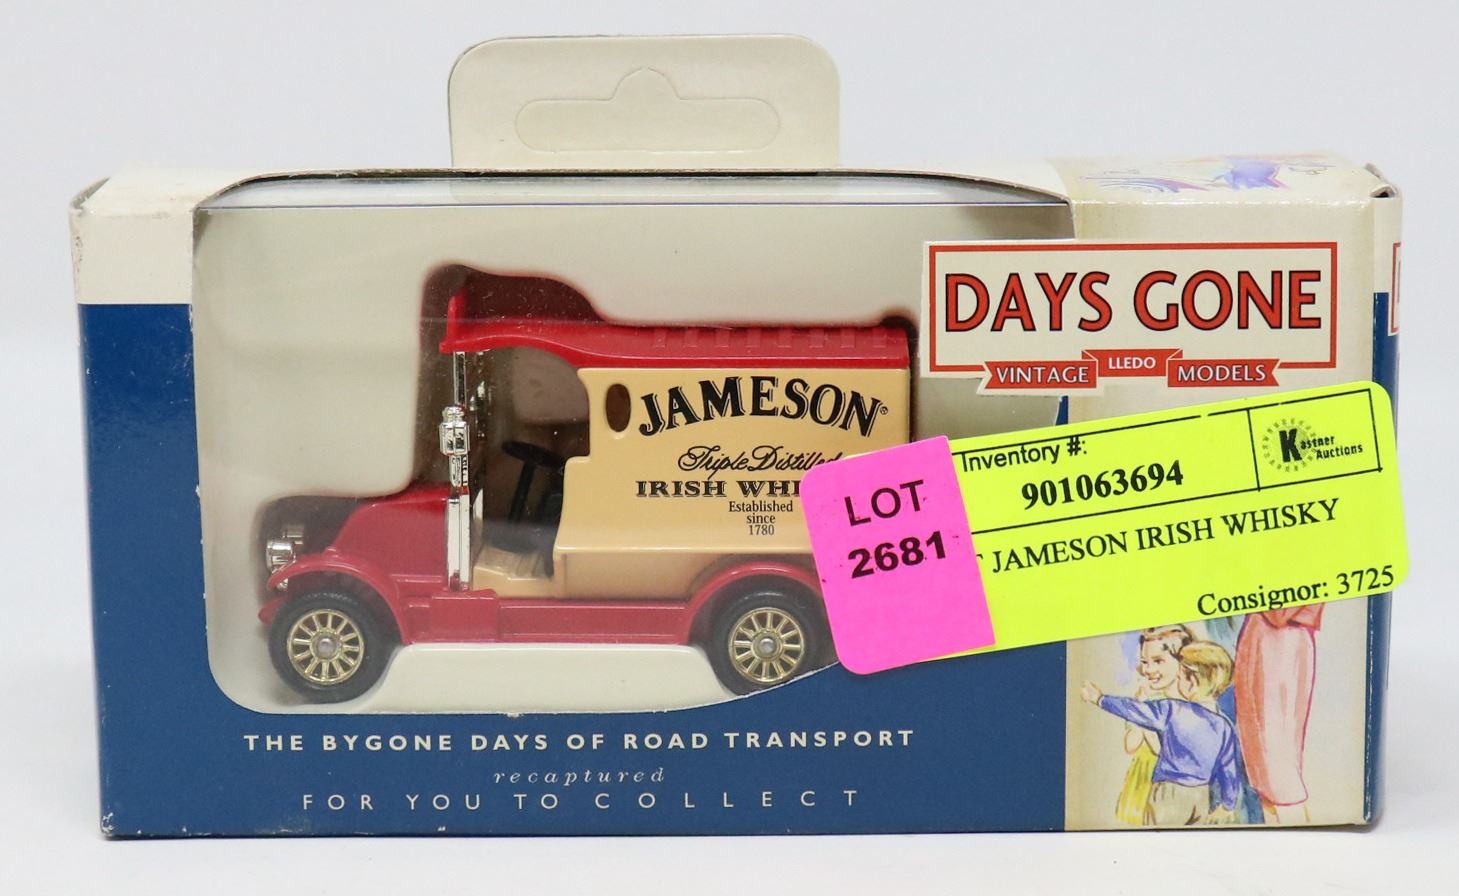 DAYS GONE
VINTAGE LLEDO MODELS
JAMESON®
Triple Distilled
IRISH WHI
Established
since
1780
LOT
2681
Inventory #:
901063694
Kastner
Auctions
JAMESON IRISH WHISKY
Consignor: 3725
THE BYGONE DAYS OF ROAD TRANSPORT
recaptured
FOR YOU TO COLLECT